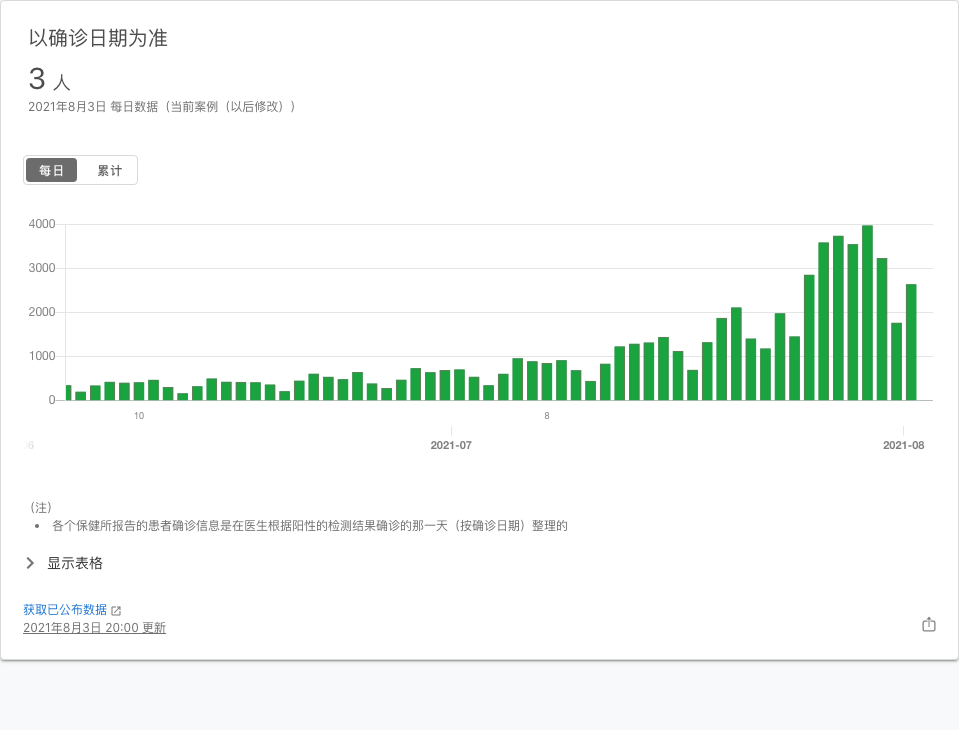 以确诊日期为准
3 人
2021年8月3日 每日数据（当前案例（以后修改））
每日 累计
4000
3000
2000
1000
0
10 8
2021-07 2021-08
（注）
• 各个保健所报告的患者确诊信息是在医生根据阳性的检测结果确诊的那一天（按确诊日期）整理的
显示表格
获取已公布数据
2021年8月3日 20:00 更新